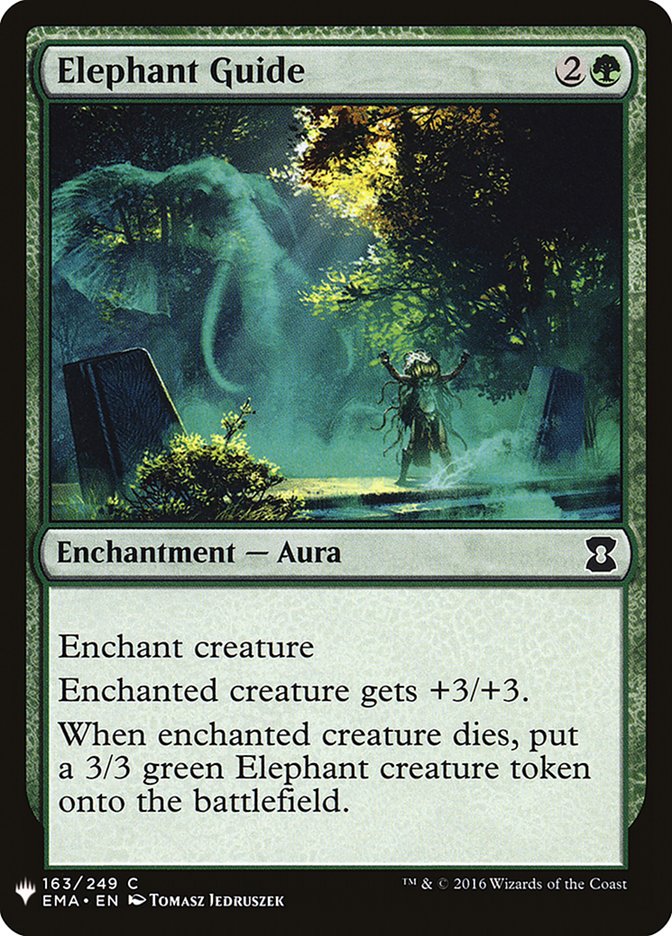 Elephant Guide 2
Enchantment — Aura
Enchant creature
Enchanted creature gets +3/+3.
When enchanted creature dies, put
a 3/3 green Elephant creature token
onto the battlefield.
163/249 C
™ & © 2016 Wizards of the Coast
EMA • EN Tomasz Jedruszek